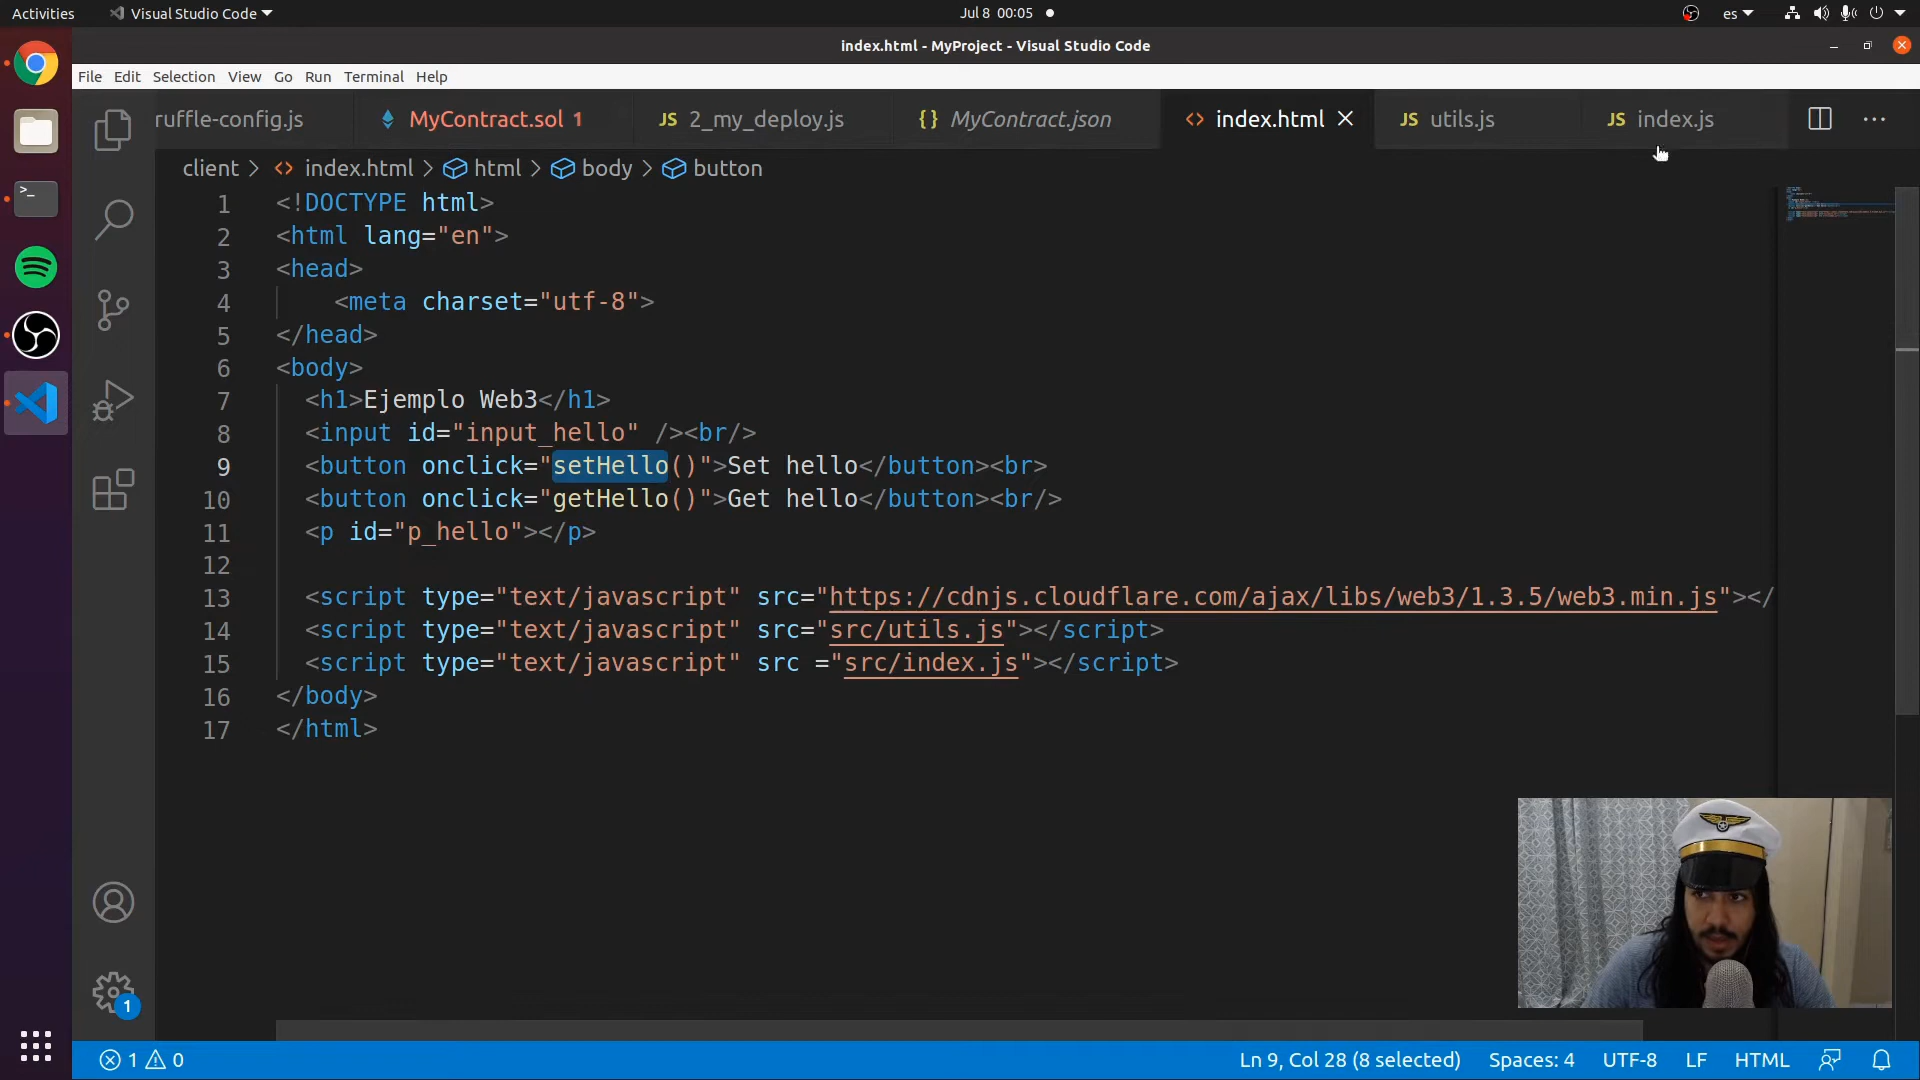 Activities
Visual Studio Code
Jul 8 00:05
es
index.html - MyProject - Visual Studio Code
File Edit Selection View Go Run Terminal Help
ruffle-config.js
MyContract.sol 1
JS 2_my_deploy.js
{} MyContract.json
<> index.html
JS utils.js
JS index.js
client > <> index.html > html > body > button
1 <!DOCTYPE html>
2 <html lang="en">
3 <head>
4 <meta charset="utf-8">
5 </head>
6 <body>
7 <h1>Ejemplo Web3</h1>
8 <input id="input_hello" /><br/>
9 <button onclick="setHello()">Set hello</button><br>
10 <button onclick="getHello()">Get hello</button><br/>
11 <p id="p_hello"></p>
12
13 <script type="text/javascript" src="https://cdnjs.cloudflare.com/ajax/libs/web3/1.3.5/web3.min.js"></
14 <script type="text/javascript" src="src/utils.js"></script>
15 <script type="text/javascript" src ="src/index.js"></script>
16 </body>
17 </html>
1
1 0
Ln 9, Col 28 (8 selected) Spaces: 4 UTF-8 LF HTML